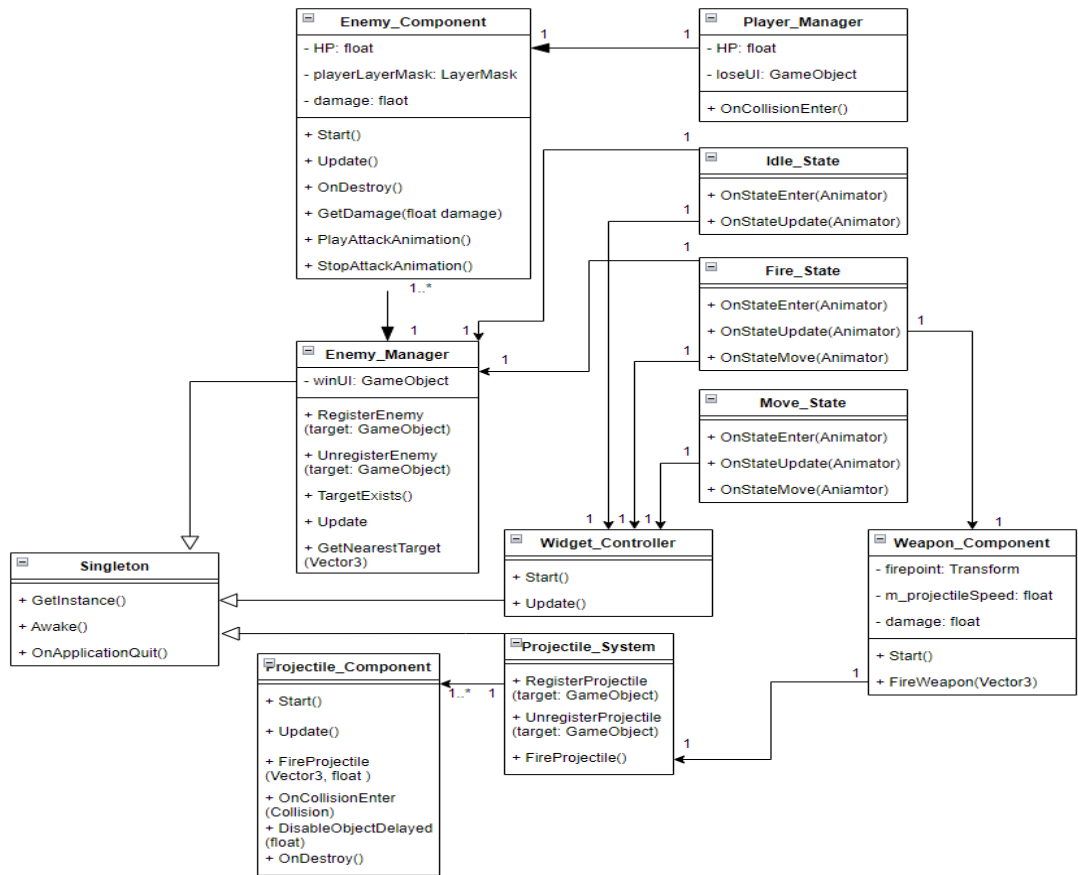 Enemy_Component
- HP: float
- playerLayerMask: LayerMask
- damage: flaot
+ Start()
+ Update()
+ OnDestroy()
+ GetDamage(float damage)
+ PlayAttackAnimation()
+ StopAttackAnimation()
1
1
Player_Manager
- HP: float
- loseUI: GameObject
+ OnCollisionEnter()
1
Idle_State
+ OnStateEnter(Animator)
+ OnStateUpdate(Animator)
1
1
Fire_State
+ OnStateEnter(Animator)
+ OnStateUpdate(Animator)
+ OnStateMove(Animator)
1
1
Move_State
+ OnStateEnter(Animator)
+ OnStateUpdate(Animator)
+ OnStateMove(Aniamtor)
1
1..*
1
1
1
Enemy_Manager
- winUI: GameObject
+ RegisterEnemy
(target: GameObject)
+ UnregisterEnemy
(target: GameObject)
+ TargetExists()
+ Update
+ GetNearestTarget
(Vector3)
Singleton
+ GetInstance()
+ Awake()
+ OnApplicationQuit()
1
1
1
Widget_Controller
+ Start()
+ Update()
1
Weapon_Component
- firepoint: Transform
- m_projectileSpeed: float
- damage: float
+ Start()
+ FireWeapon(Vector3)
1
1
Projectile_System
+ RegisterProjectile
(target: GameObject)
+ UnregisterProjectile
(target: GameObject)
+ FireProjectile()
1..*
1
Projectile_Component
+ Start()
+ Update()
+ FireProjectile
(Vector3, float )
+ OnCollisionEnter
(Collision)
+ DisableObjectDelayed
(float)
+ OnDestroy()